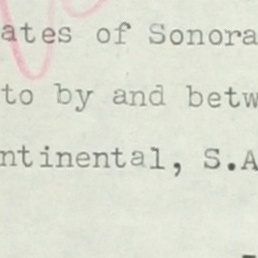 ates of Sonora
to by and betw
ntinental, S.A